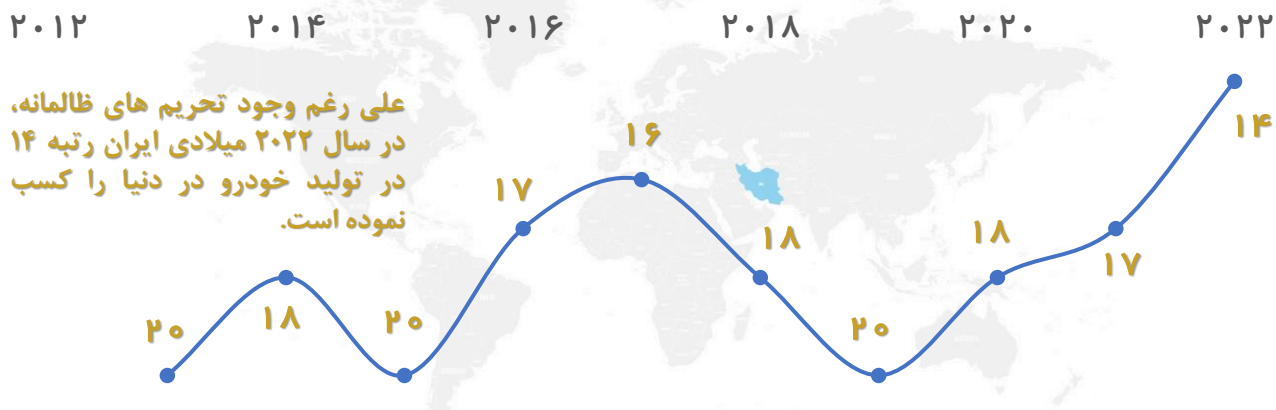 ۲۰۱۲ ۲۰۱۴ ۲۰۱۶ ۲۰۱۸ ۲۰۲۰ ۲۰۲۲
علی رغم وجود تحریم های ظالمانه،
در سال ۲۰۲۲ میلادی ایران رتبه ۱۴
در تولید خودرو در دنیا را کسب
نموده است.
۲۰
۱۸
۲۰
۱۷
۱۶
۱۸
۲۰
۱۸
۱۷
۱۴